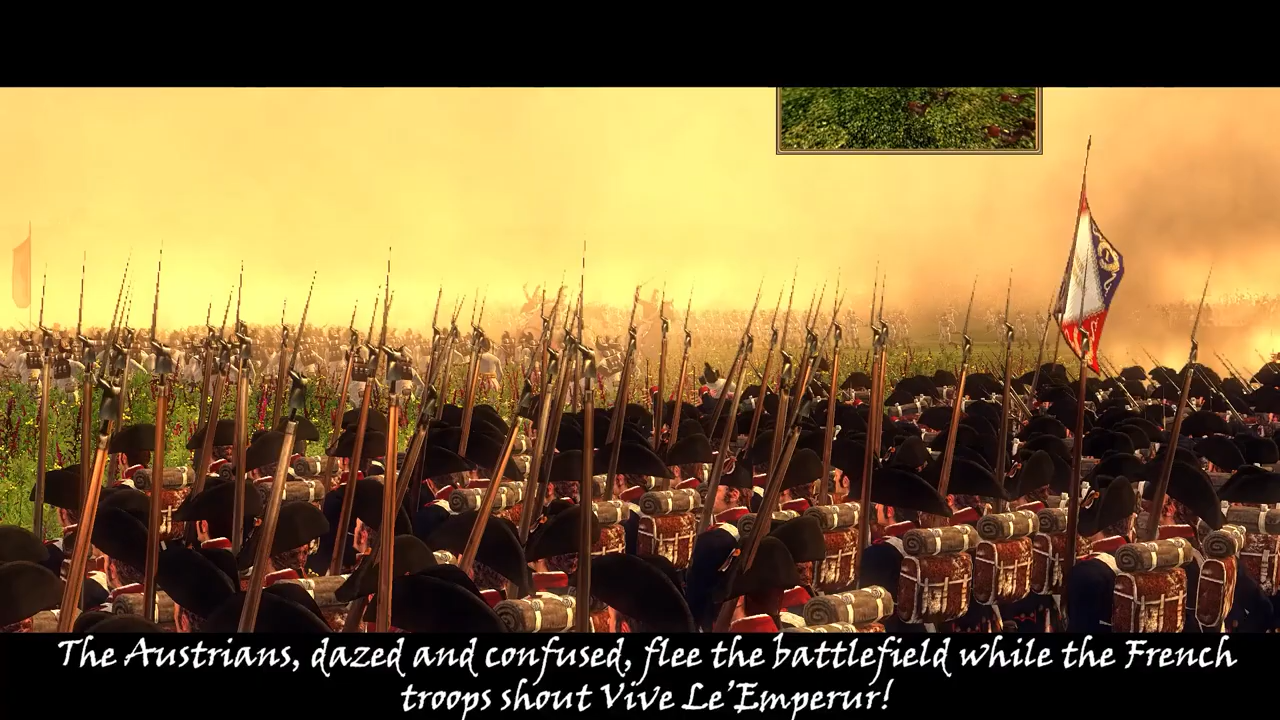 The Austrians, dazed and confused, flee the battlefield while the French
troops shout Vive Le'Emperur!